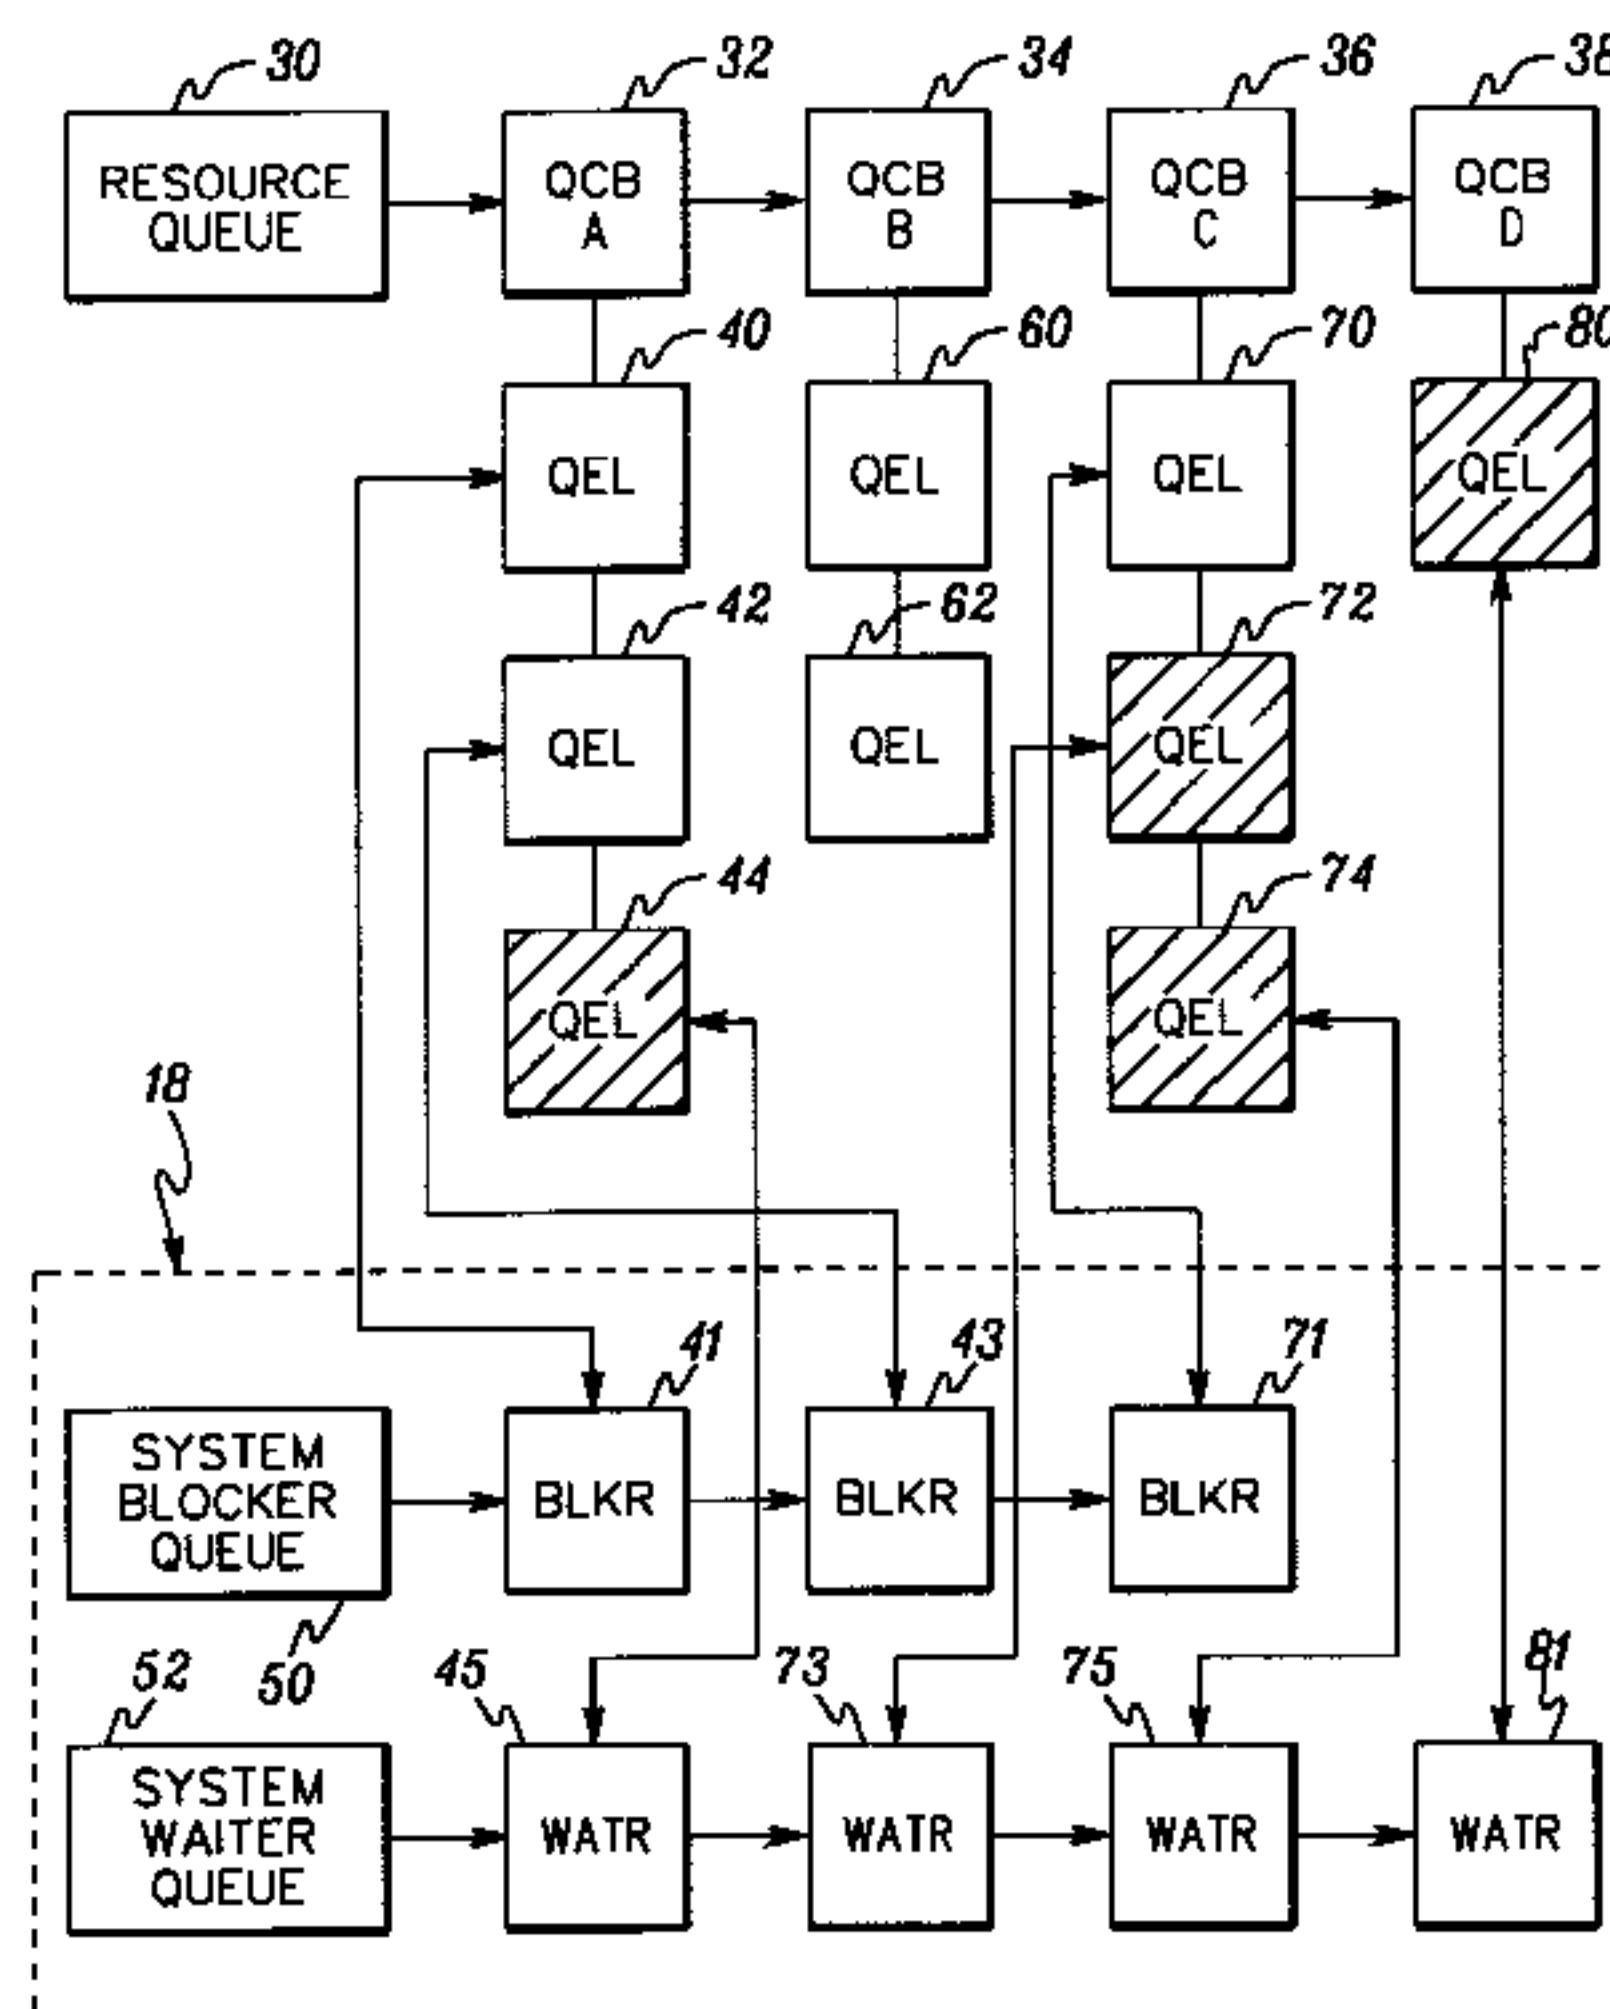 30
32
34
36
38
RESOURCE
QUEUE
QCB
A
QCB
B
QCB
C
QCB
D
40
60
70
80
QEL
QEL
QEL
QEL
42
62
72
QEL
QEL
QEL
44
74
QEL
QEL
18
41
43
71
SYSTEM
BLOCKER
QUEUE
BLKR
BLKR
BLKR
50
52
45
73
75
81
SYSTEM
WAITER
QUEUE
WATR
WATR
WATR
WATR